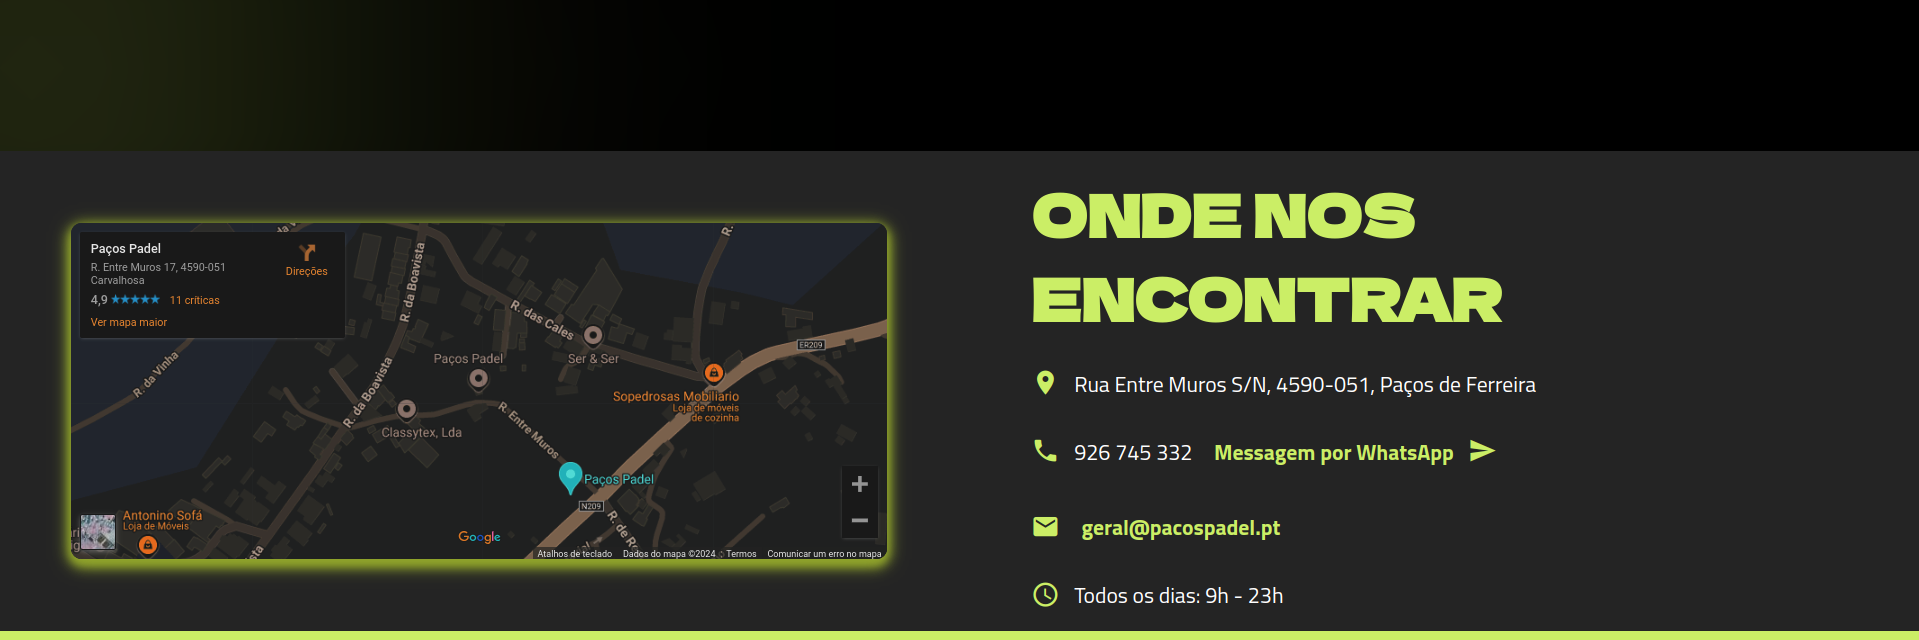 Paços Padel
R. Entre Muros 17, 4590-051
Carvalhosa
Direções
4,9
11 críticas
Ver mapa maior
R. da Vinha
R. da Boavista
R. da Boavista
R. das Cales
Ser & Ser
Paços Padel
Classytex, Lda
R. Entre Muros
Sopedrosas Mobiliario
Loja de móveis
de cozinha
ER209
Paços Padel
N209
Antonino Sofá
Loja de Móveis
Google
Atalhos de teclado
Dados do mapa ©2024
Termos
Comunicar um erro no mapa
ONDE NOS
ENCONTRAR
Rua Entre Muros S/N, 4590-051, Paços de Ferreira
926 745 332 Messagem por WhatsApp
geral@pacospadel.pt
Todos os dias: 9h - 23h